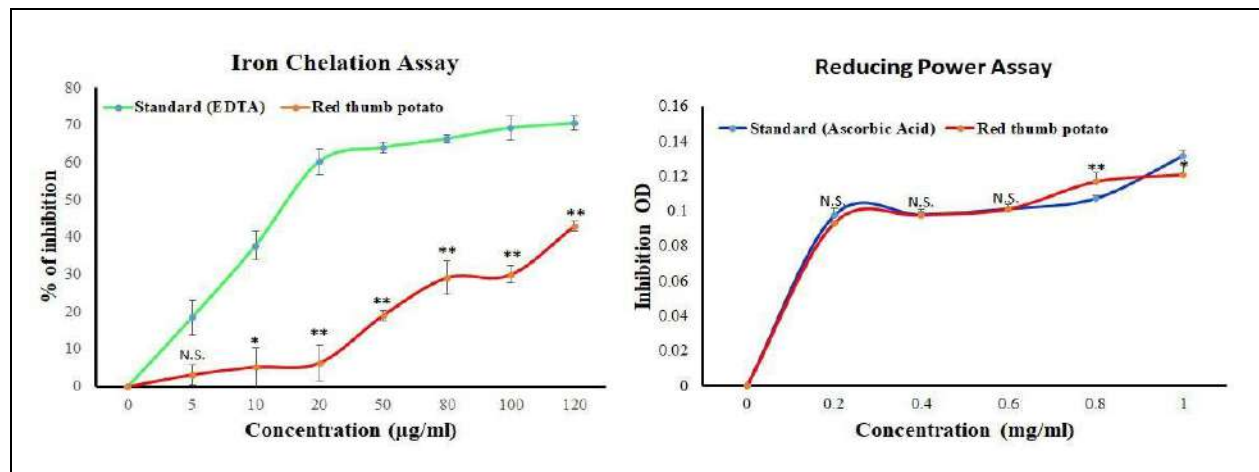 Iron Chelation Assay
80
Standard (EDTA) Red thumb potato
70
60
50
40
30
20
10
0
% of inhibition
N.S.
*
**
**
**
**
**
0 5 10 20 50 80 100 120
Concentration (µg/ml)
Reducing Power Assay
0.16
0.14
Standard (Ascorbic Acid) Red thumb potato
0.12
0.1
0.08
0.06
0.04
0.02
0
Inhibition OD
N.S.
N.S.
N.S.
**
*
0 0.2 0.4 0.6 0.8 1
Concentration (mg/ml)